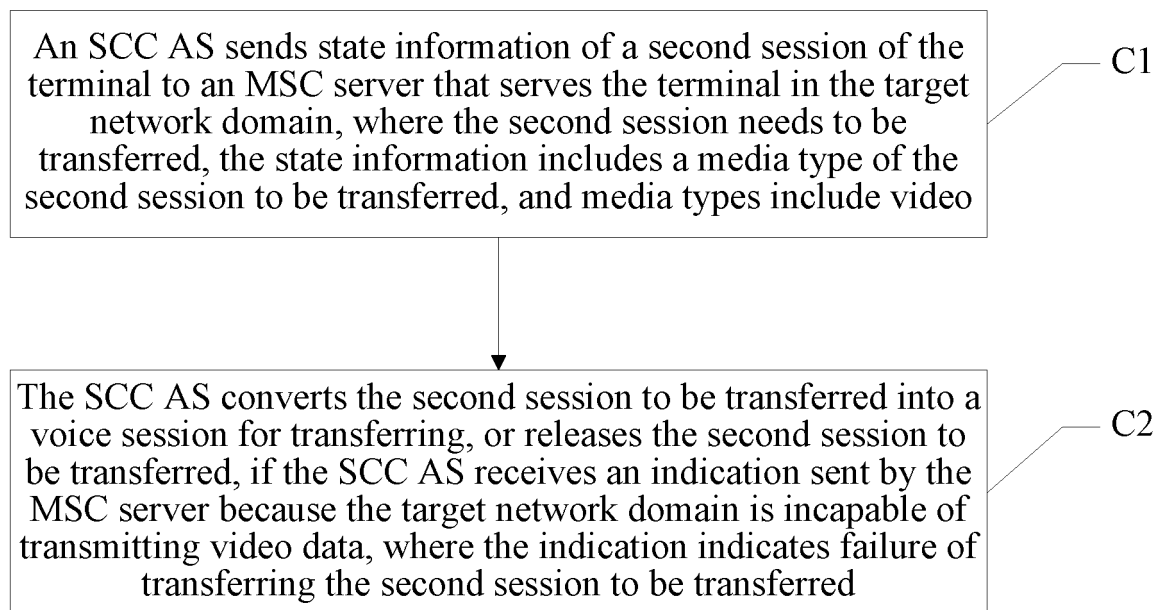 An SCC AS sends state information of a second session of the
terminal to an MSC server that serves the terminal in the target
network domain, where the second session needs to be
transferred, the state information includes a media type of the
second session to be transferred, and media types include video
C1
The SCC AS converts the second session to be transferred into a
voice session for transferring, or releases the second session to
be transferred, if the SCC AS receives an indication sent by the
MSC server because the target network domain is incapable of
transmitting video data, where the indication indicates failure of
transferring the second session to be transferred
C2